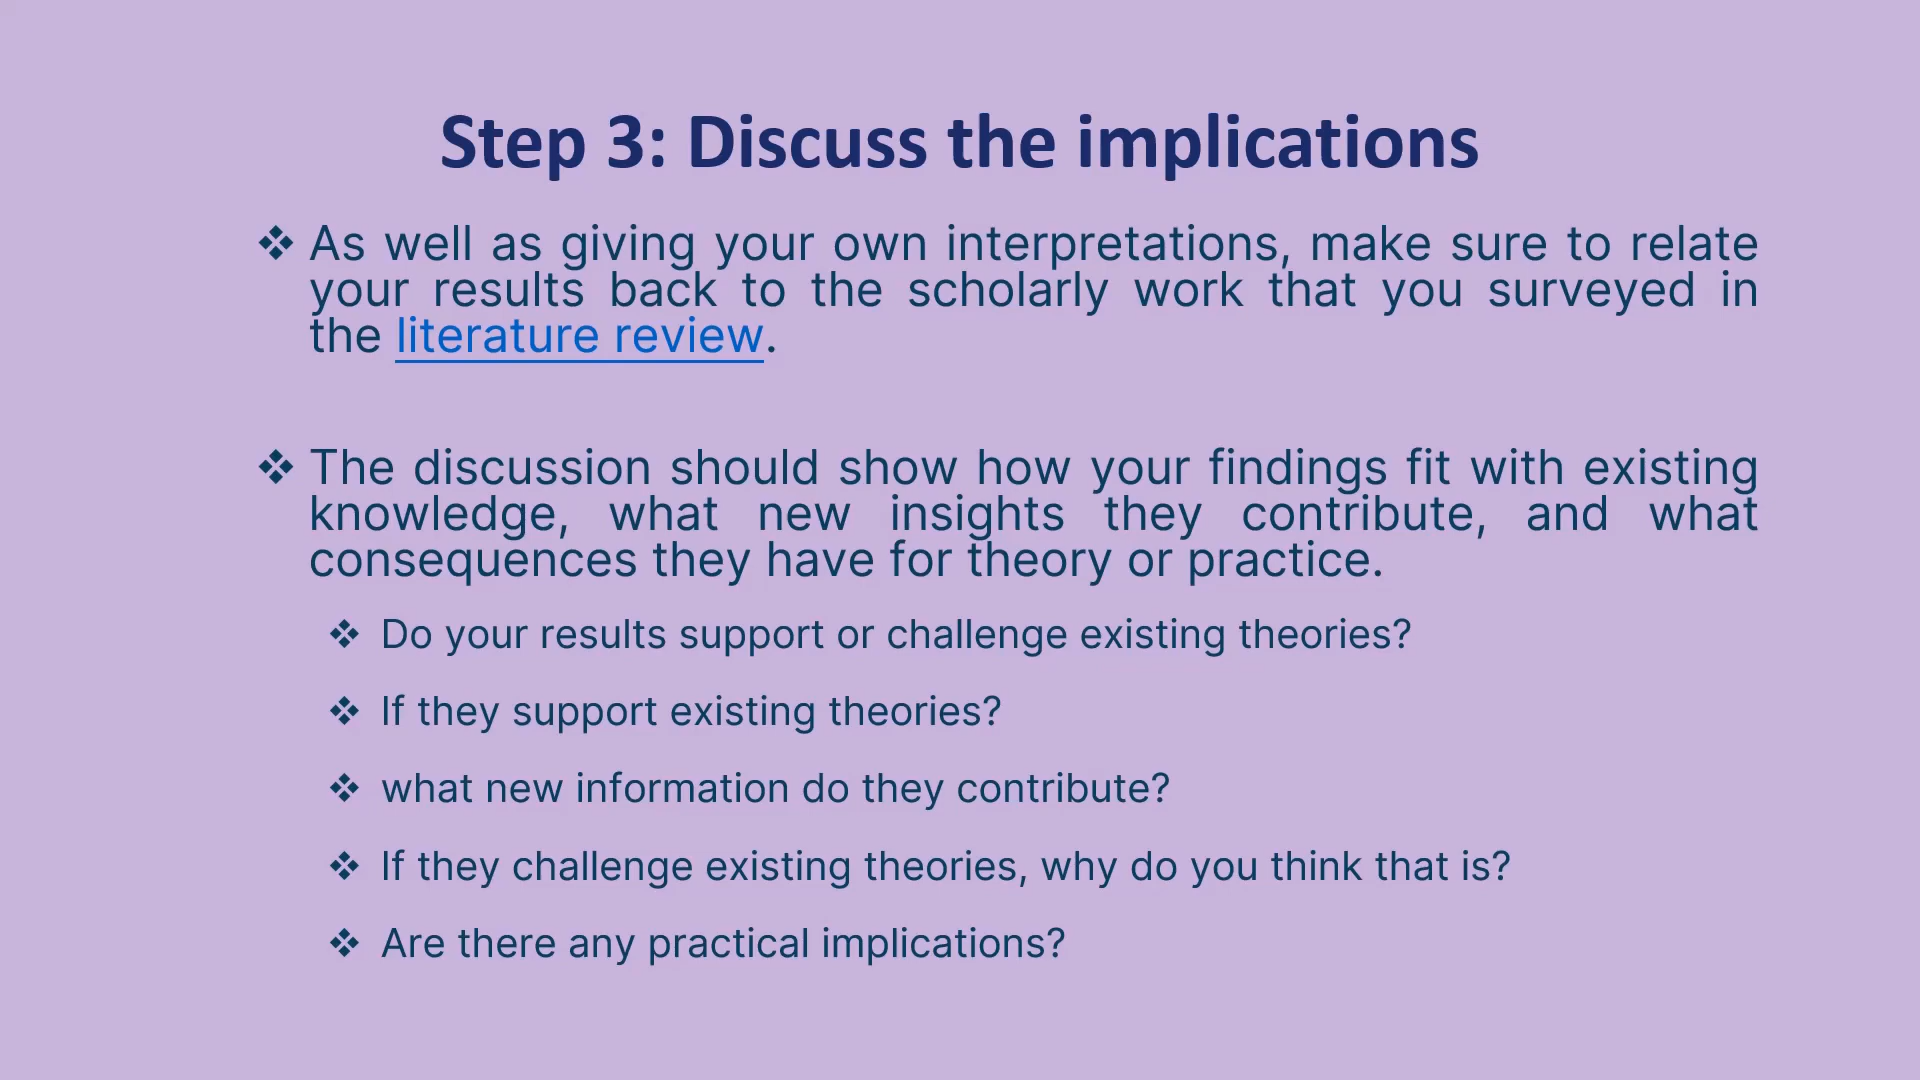 Step 3: Discuss the implications
❖ As well as giving your own interpretations, make sure to relate
your results back to the scholarly work that you surveyed in
the literature review.
❖ The discussion should show how your findings fit with existing
knowledge, what new insights they contribute, and what
consequences they have for theory or practice.
❖ Do your results support or challenge existing theories?
❖ If they support existing theories?
❖ what new information do they contribute?
❖ If they challenge existing theories, why do you think that is?
❖ Are there any practical implications?